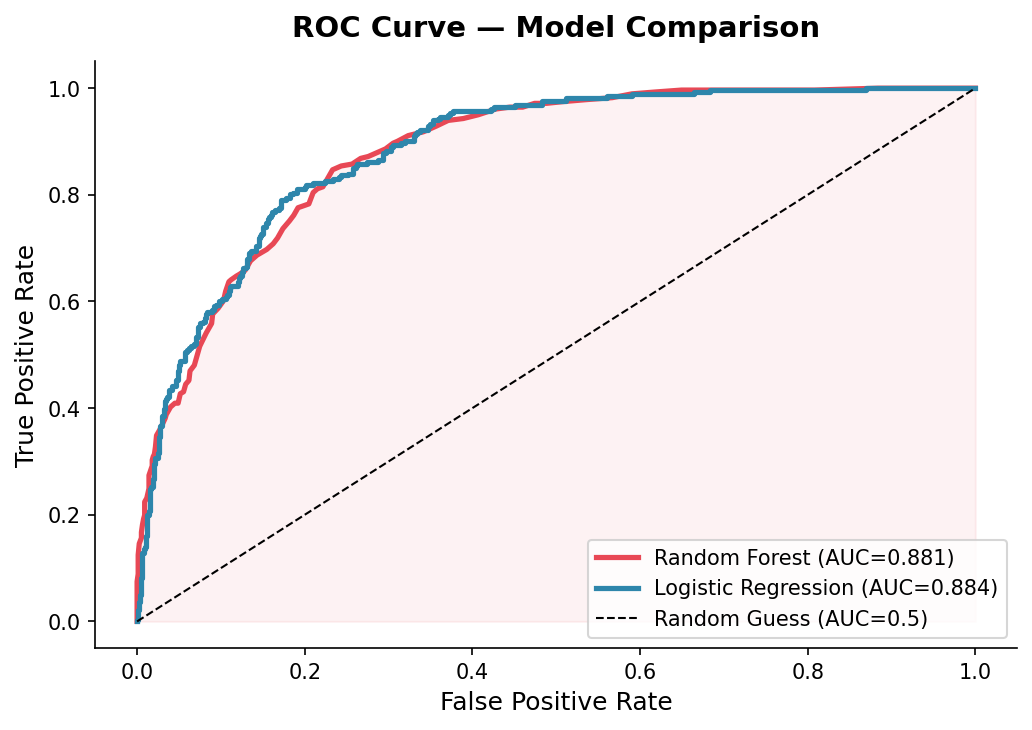 ROC Curve — Model Comparison
True Positive Rate
1.0
0.8
0.6
0.4
0.2
0.0
0.0 0.2 0.4 0.6 0.8 1.0
False Positive Rate
Random Forest (AUC=0.881)
Logistic Regression (AUC=0.884)
Random Guess (AUC=0.5)